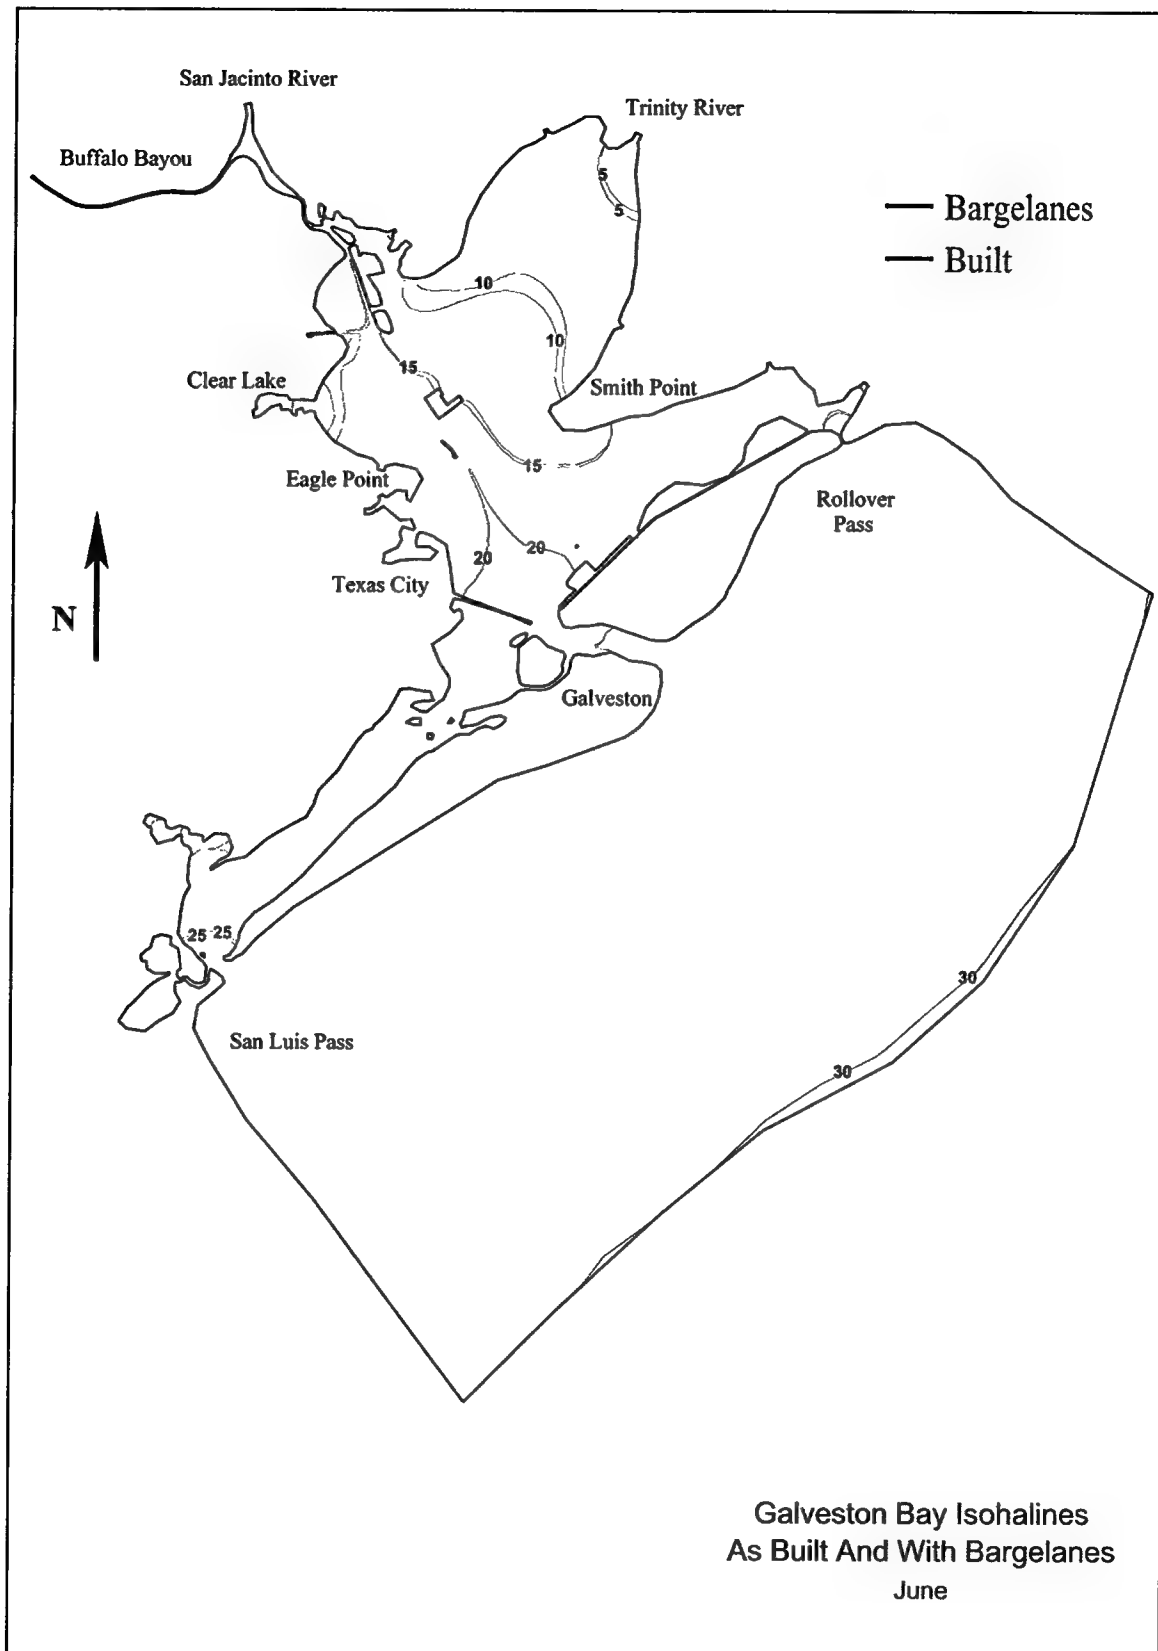 San Jacinto River
Trinity River
Buffalo Bayou
5
5
Bargelanes
Built
10
10
15
Clear Lake
Smith Point
15
Eagle Point
Rollover
Pass
20
20
Texas City
N
Galveston
25
25
30
San Luis Pass
30
Galveston Bay Isohalines
As Built And With Bargelanes
June